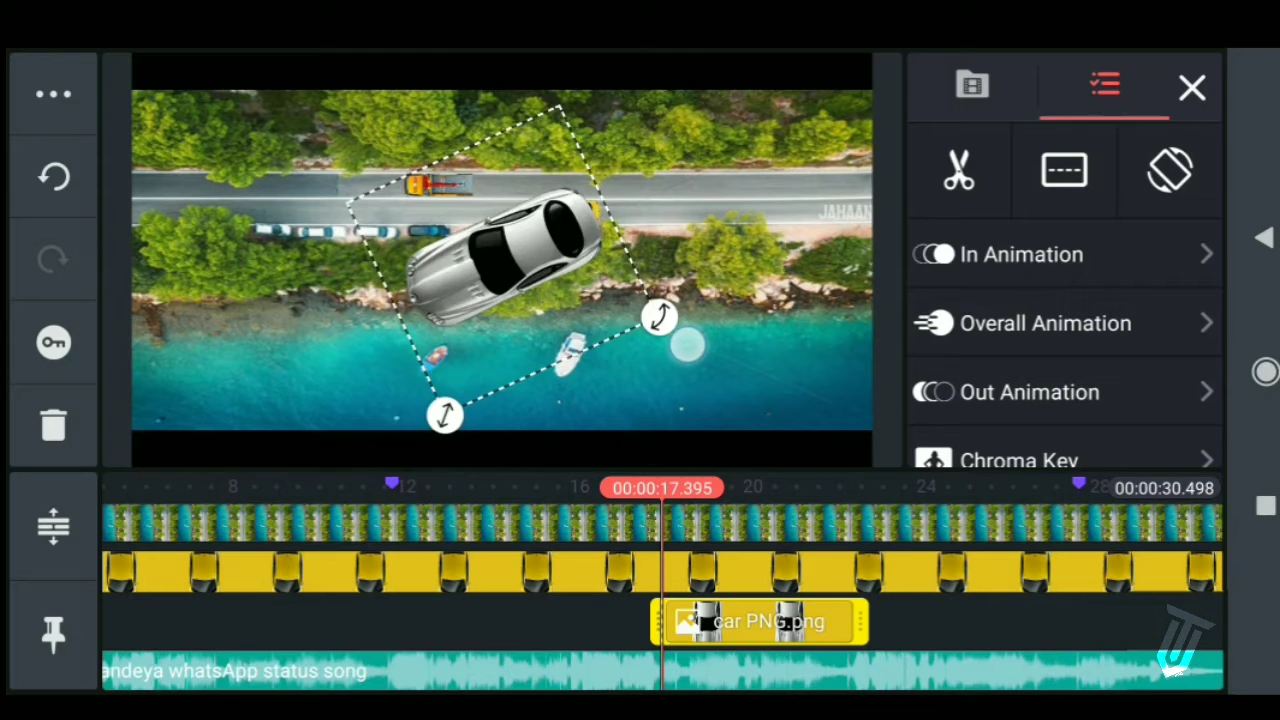 JAHAAN
In Animation
Overall Animation
Out Animation
Chroma Key
8
12
16
00:00:17.395
20
24
28
00:00:30.498
car PNG.png
andeya whatsApp status song